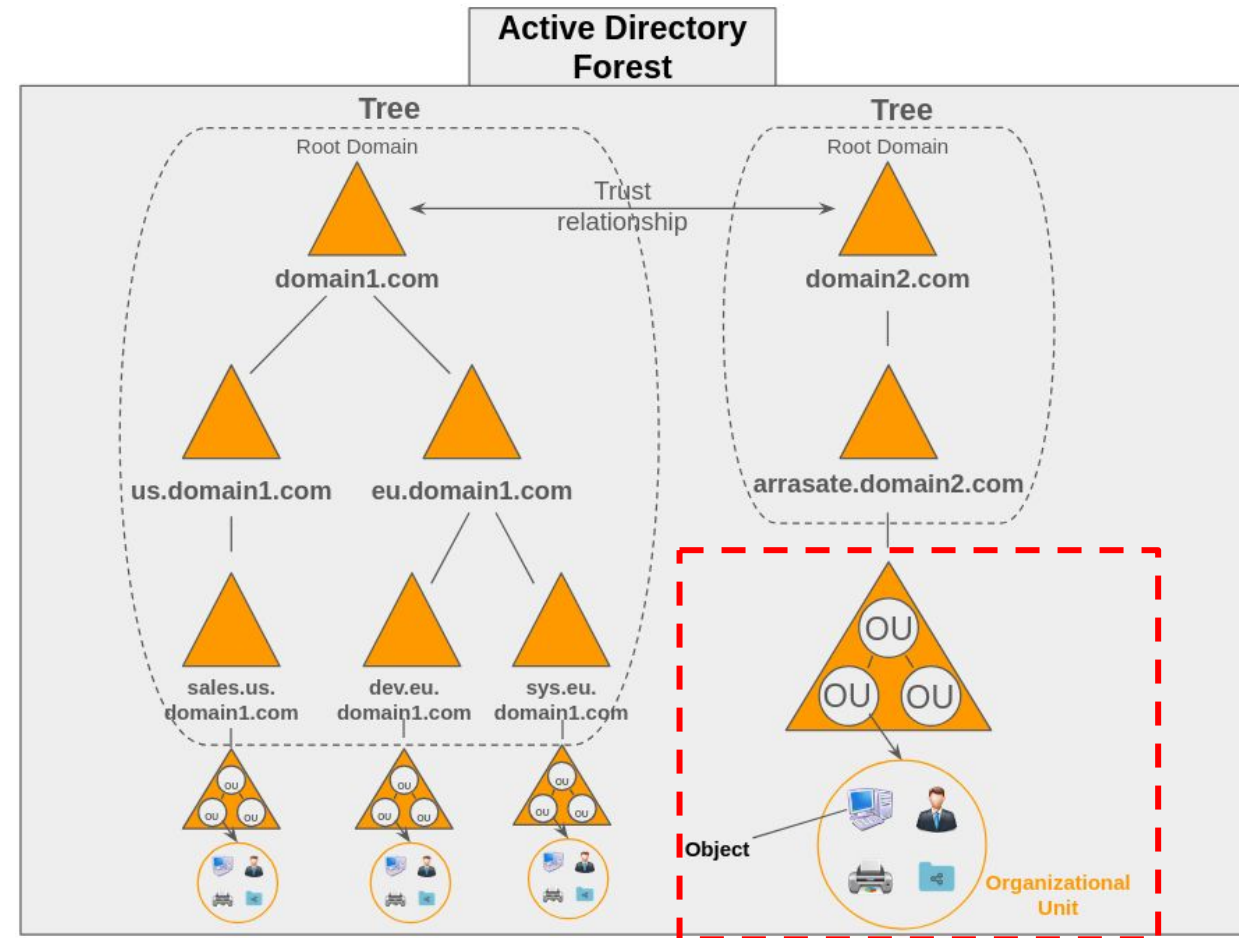 Active Directory
Forest
Tree
Root Domain
domain1.com
Trust
relationship
Tree
Root Domain
domain2.com
us.domain1.com
eu.domain1.com
arrasate.domain2.com
sales.us.
domain1.com
dev.eu.
domain1.com
sys.eu.
domain1.com
OU
OU OU
OU
OU OU
OU
OU OU
OU
OU OU
Object
Organizational
Unit